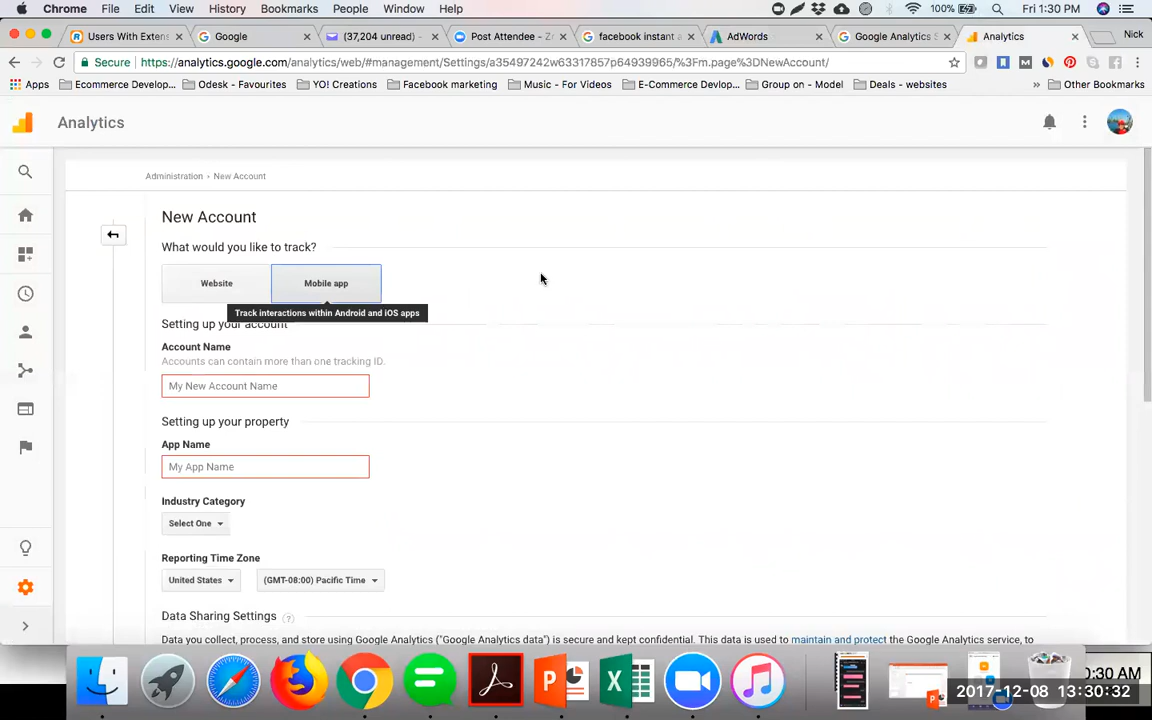 Chrome File Edit View History Bookmarks People Window Help 100% Fri 1:30 PM
Users With Extens Google (37,204 unread) - Post Attendee - Zo facebook instant a AdWords Google Analytics S Analytics Nick
Secure https://analytics.google.com/analytics/web/#management/Settings/a35497242w63317857p64939965/%3Fm.page%3DNewAccount/
Apps Ecommerce Develop... Odesk - Favourites YO! Creations Facebook marketing Music - For Videos E-Commerce Devlop... Group on - Model Deals - websites » Other Bookmarks
Analytics
Administration › New Account
New Account
What would you like to track?
Website Mobile app
Track interactions within Android and iOS apps
Setting up your account
Account Name
Accounts can contain more than one tracking ID.
My New Account Name
Setting up your property
App Name
My App Name
Industry Category
Select One
Reporting Time Zone
United States (GMT-08:00) Pacific Time
Data Sharing Settings ?
Data you collect, process, and store using Google Analytics ("Google Analytics data") is secure and kept confidential. This data is used to maintain and protect the Google Analytics service, to
0:30 AM
2017-12-08 13:30:32